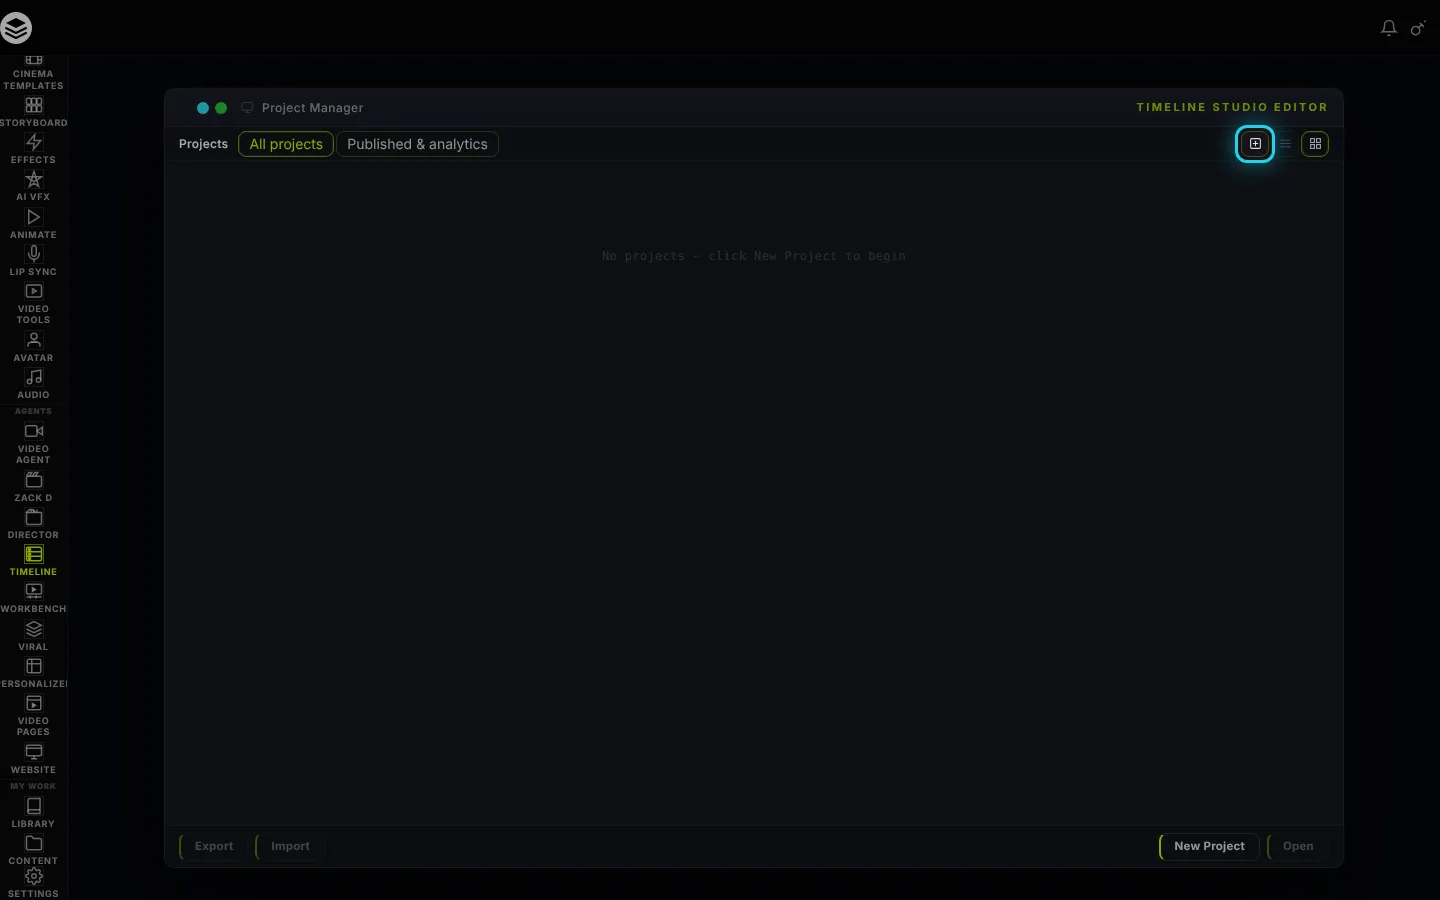 CINEMA
TEMPLATES
STORYBOARD
EFFECTS
AI VFX
ANIMATE
LIP SYNC
VIDEO
TOOLS
AVATAR
AUDIO
AGENTS
VIDEO
AGENT
ZACK D
DIRECTOR
TIMELINE
WORKBENCH
VIRAL
PERSONALIZE
VIDEO
PAGES
WEBSITE
MY WORK
LIBRARY
CONTENT
SETTINGS
Project Manager
TIMELINE STUDIO EDITOR
Projects All projects Published & analytics
No projects — click New Project to begin
Export Import New Project Open